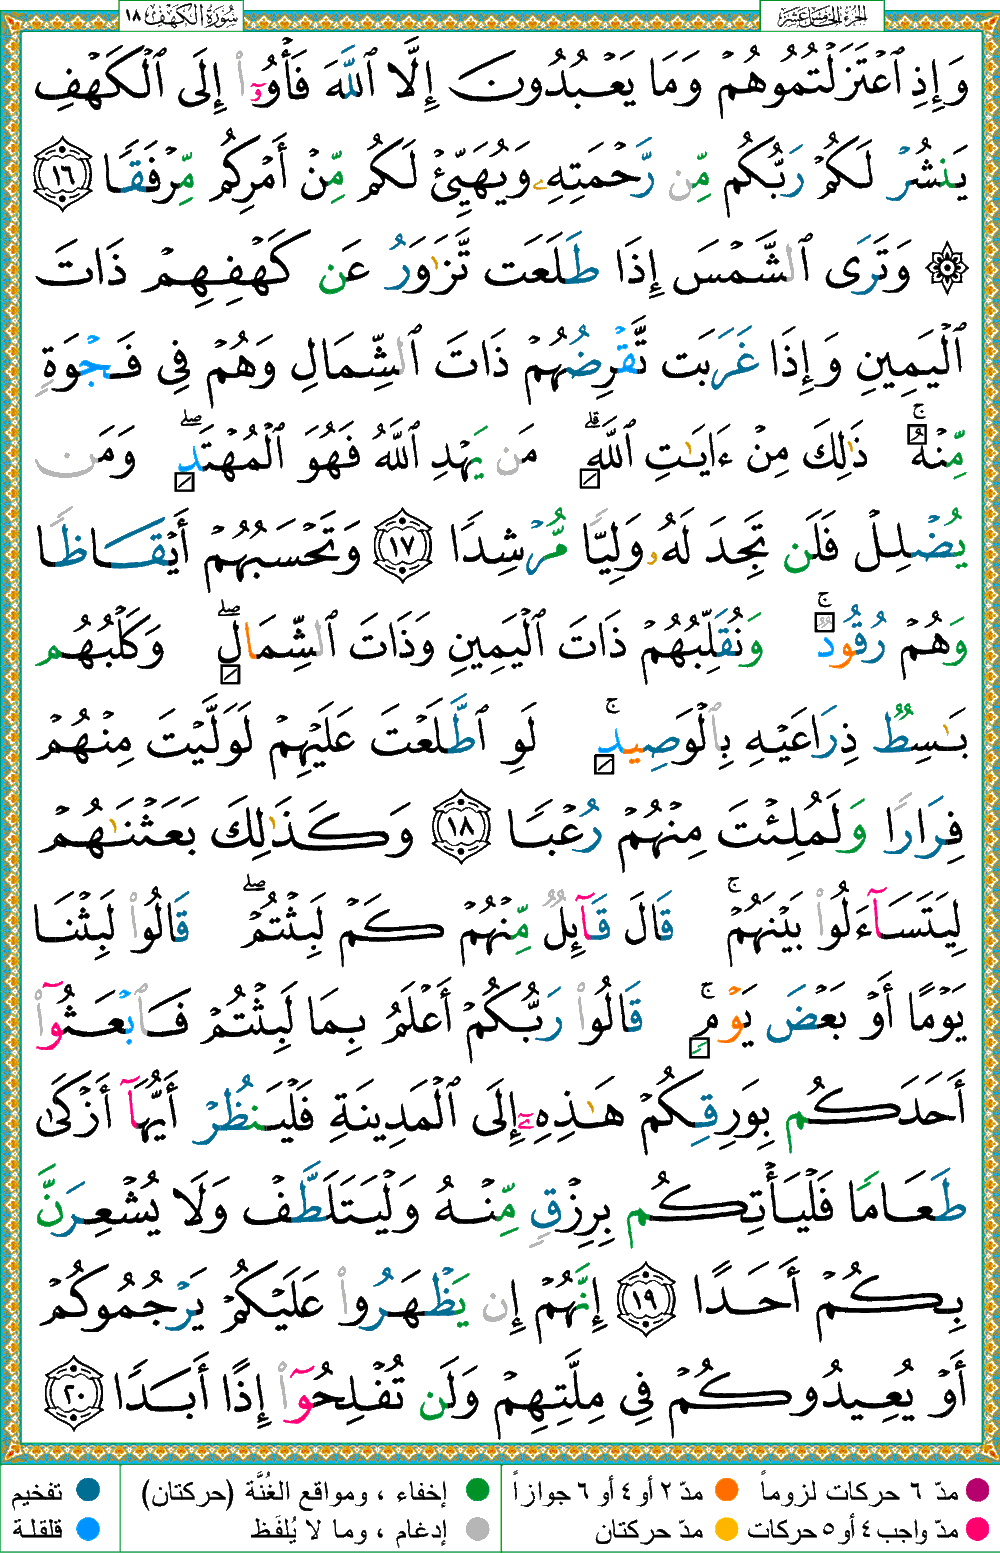 الجزء الخامس عشر
سورة الكهف ١٨
وَإِذِ ٱعۡتَزَلۡتُمُوهُمۡ وَمَا يَعۡبُدُونَ إِلَّا ٱللَّهَ فَأۡوُۥٓاْ إِلَى ٱلۡكَهۡفِ
يَنشُرۡ لَكُمۡ رَبُّكُم مِّن رَّحۡمَتِهِۦ وَيُهَيِّئۡ لَكُم مِّنۡ أَمۡرِكُم مِّرۡفَقٗا ١٦
۞ وَتَرَى ٱلشَّمۡسَ إِذَا طَلَعَت تَّزَٰوَرُ عَن كَهۡفِهِمۡ ذَاتَ
ٱلۡيَمِينِ وَإِذَا غَرَبَت تَّقۡرِضُهُمۡ ذَاتَ ٱلشِّمَالِ وَهُمۡ فِي فَجۡوَةٖ
مِّنۡهُۚ ذَٰلِكَ مِنۡ ءَايَٰتِ ٱللَّهِۗ مَن يَهۡدِ ٱللَّهُ فَهُوَ ٱلۡمُهۡتَدِۖ وَمَن
يُضۡلِلۡ فَلَن تَجِدَ لَهُۥ وَلِيّٗا مُّرۡشِدٗا ١٧ وَتَحۡسَبُهُمۡ أَيۡقَاظٗا
وَهُمۡ رُقُودٞۚ وَنُقَلِّبُهُمۡ ذَاتَ ٱلۡيَمِينِ وَذَاتَ ٱلشِّمَالِۖ وَكَلۡبُهُم
بَٰسِطٞ ذِرَاعَيۡهِ بِٱلۡوَصِيدِۚ لَوِ ٱطَّلَعۡتَ عَلَيۡهِمۡ لَوَلَّيۡتَ مِنۡهُمۡ
فِرَارٗا وَلَمُلِئۡتَ مِنۡهُمۡ رُعۡبٗا ١٨ وَكَذَٰلِكَ بَعَثۡنَٰهُمۡ
لِيَتَسَآءَلُواْ بَيۡنَهُمۡۚ قَالَ قَآئِلٞ مِّنۡهُمۡ كَمۡ لَبِثۡتُمۡۖ قَالُواْ لَبِثۡنَا
يَوۡمًا أَوۡ بَعۡضَ يَوۡمٖۚ قَالُواْ رَبُّكُمۡ أَعۡلَمُ بِمَا لَبِثۡتُمۡ فَٱبۡعَثُوٓاْ
أَحَدَكُم بِوَرِقِكُمۡ هَٰذِهِۦٓ إِلَى ٱلۡمَدِينَةِ فَلۡيَنظُرۡ أَيُّهَآ أَزۡكَىٰ
طَعَامٗا فَلۡيَأۡتِكُم بِرِزۡقٖ مِّنۡهُ وَلۡيَتَلَطَّفۡ وَلَا يُشۡعِرَنَّ
بِكُمۡ أَحَدًا ١٩ إِنَّهُمۡ إِن يَظۡهَرُواْ عَلَيۡكُمۡ يَرۡجُمُوكُمۡ
أَوۡ يُعِيدُوكُمۡ فِي مِلَّتِهِمۡ وَلَن تُفۡلِحُوٓاْ إِذًا أَبَدٗا ٢٠
مدّ ٦ حركات لزوماً مدّ ٢ أو ٤ أو ٦ جوازاً إخفاء ، ومواقع الغُنَّة (حركتان) تفخيم
مدّ واجب ٤ أو ٥ حركات مدّ حركتان إدغام ، وما لا يُلفَظ قلقلة